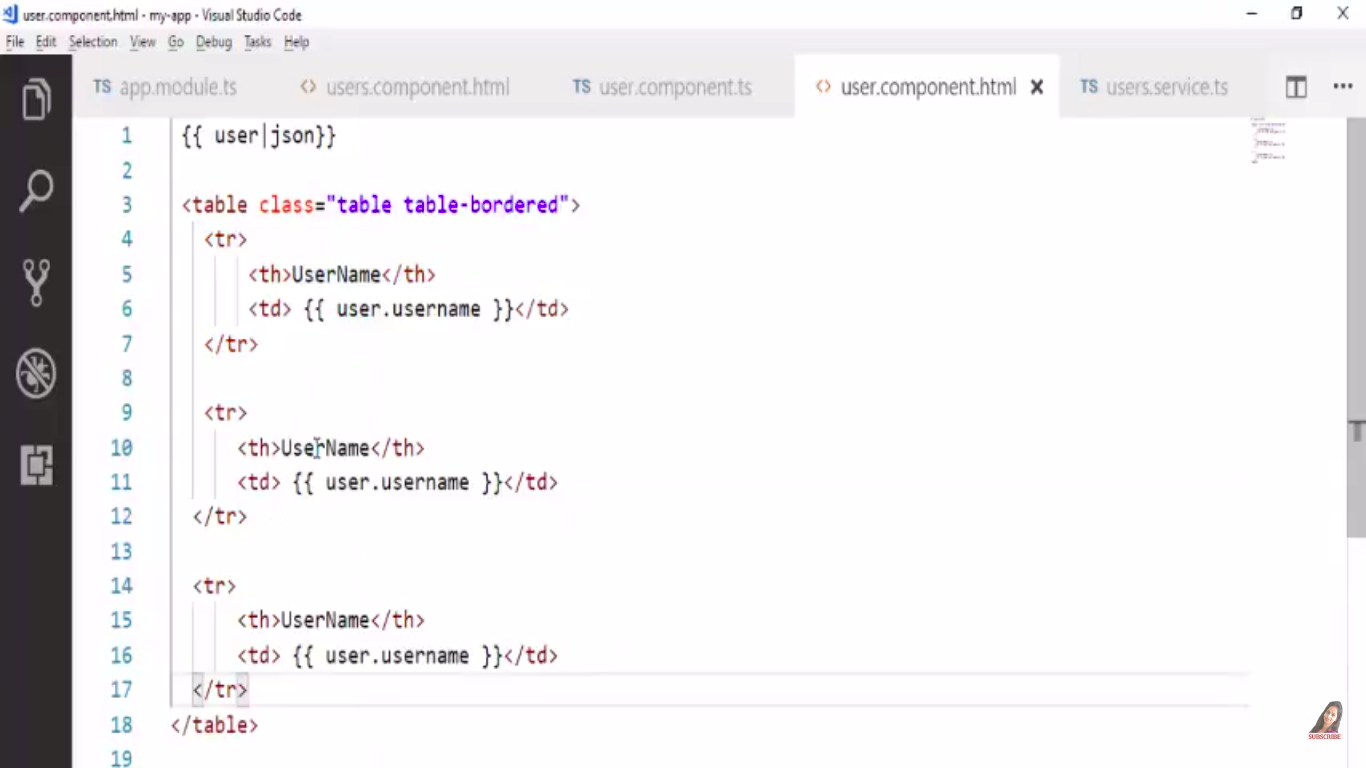 user.component.html - my-app - Visual Studio Code
File Edit Selection View Go Debug Tasks Help
TS app.module.ts <> users.component.html TS user.component.ts <> user.component.html TS users.service.ts
1 {{ user|json}}
2
3 <table class="table table-bordered">
4 <tr>
5 <th>UserName</th>
6 <td> {{ user.username }}</td>
7 </tr>
8
9 <tr>
10 <th>UserName</th>
11 <td> {{ user.username }}</td>
12 </tr>
13
14 <tr>
15 <th>UserName</th>
16 <td> {{ user.username }}</td>
17 </tr>
18 </table>
19
SUBSCRIBE